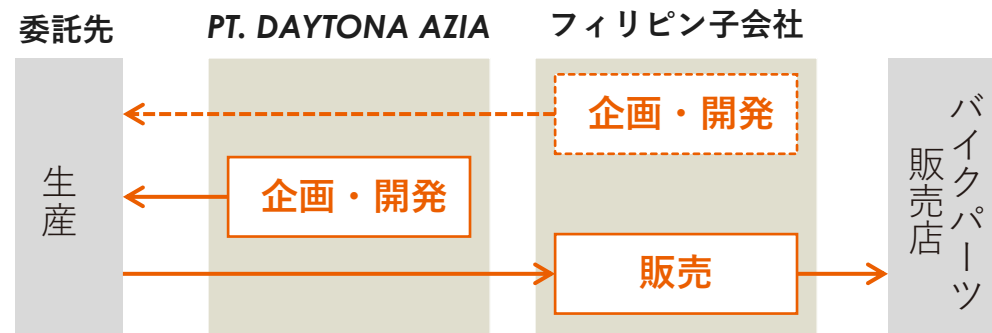 委託先
PT. DAYTONA AZIA
フィリピン子会社
企画・開発
生産
企画・開発
販売
バイクパーツ
販売店